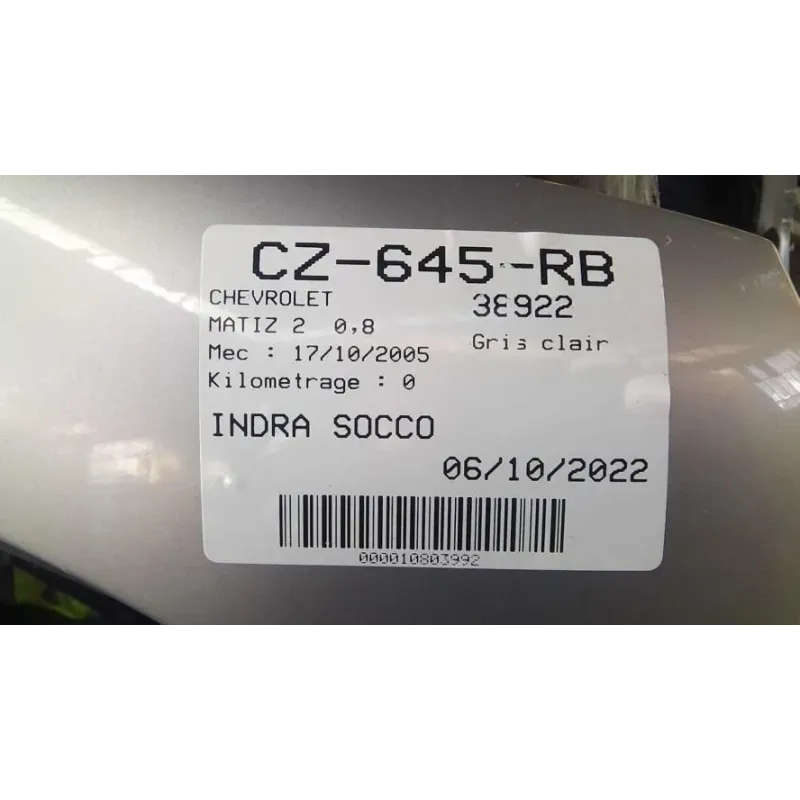 CZ-645-RB
CHEVROLET 38922
MATIZ 2 0,8
Gris clair
Mec : 17/10/2005
Kilometrage : 0
INDRA SOCCO
06/10/2022
000010803992